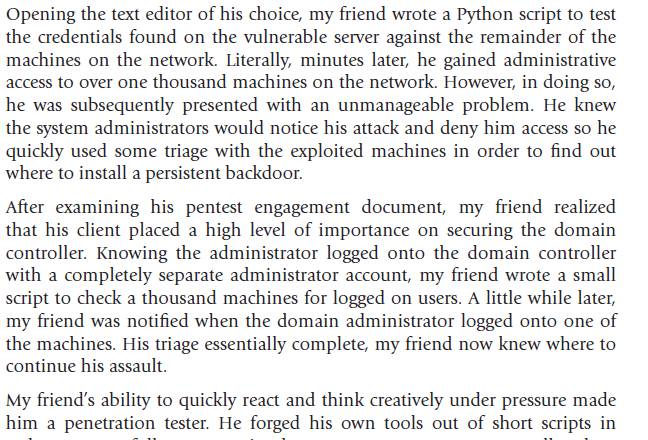 Opening the text editor of his choice, my friend wrote a Python script to test
the credentials found on the vulnerable server against the remainder of the
machines on the network. Literally, minutes later, he gained administrative
access to over one thousand machines on the network. However, in doing so,
he was subsequently presented with an unmanageable problem. He knew
the system administrators would notice his attack and deny him access so he
quickly used some triage with the exploited machines in order to find out
where to install a persistent backdoor.
After examining his pentest engagement document, my friend realized
that his client placed a high level of importance on securing the domain
controller. Knowing the administrator logged onto the domain controller
with a completely separate administrator account, my friend wrote a small
script to check a thousand machines for logged on users. A little while later,
my friend was notified when the domain administrator logged onto one of
the machines. His triage essentially complete, my friend now knew where to
continue his assault.
My friend’s ability to quickly react and think creatively under pressure made
him a penetration tester. He forged his own tools out of short scripts in